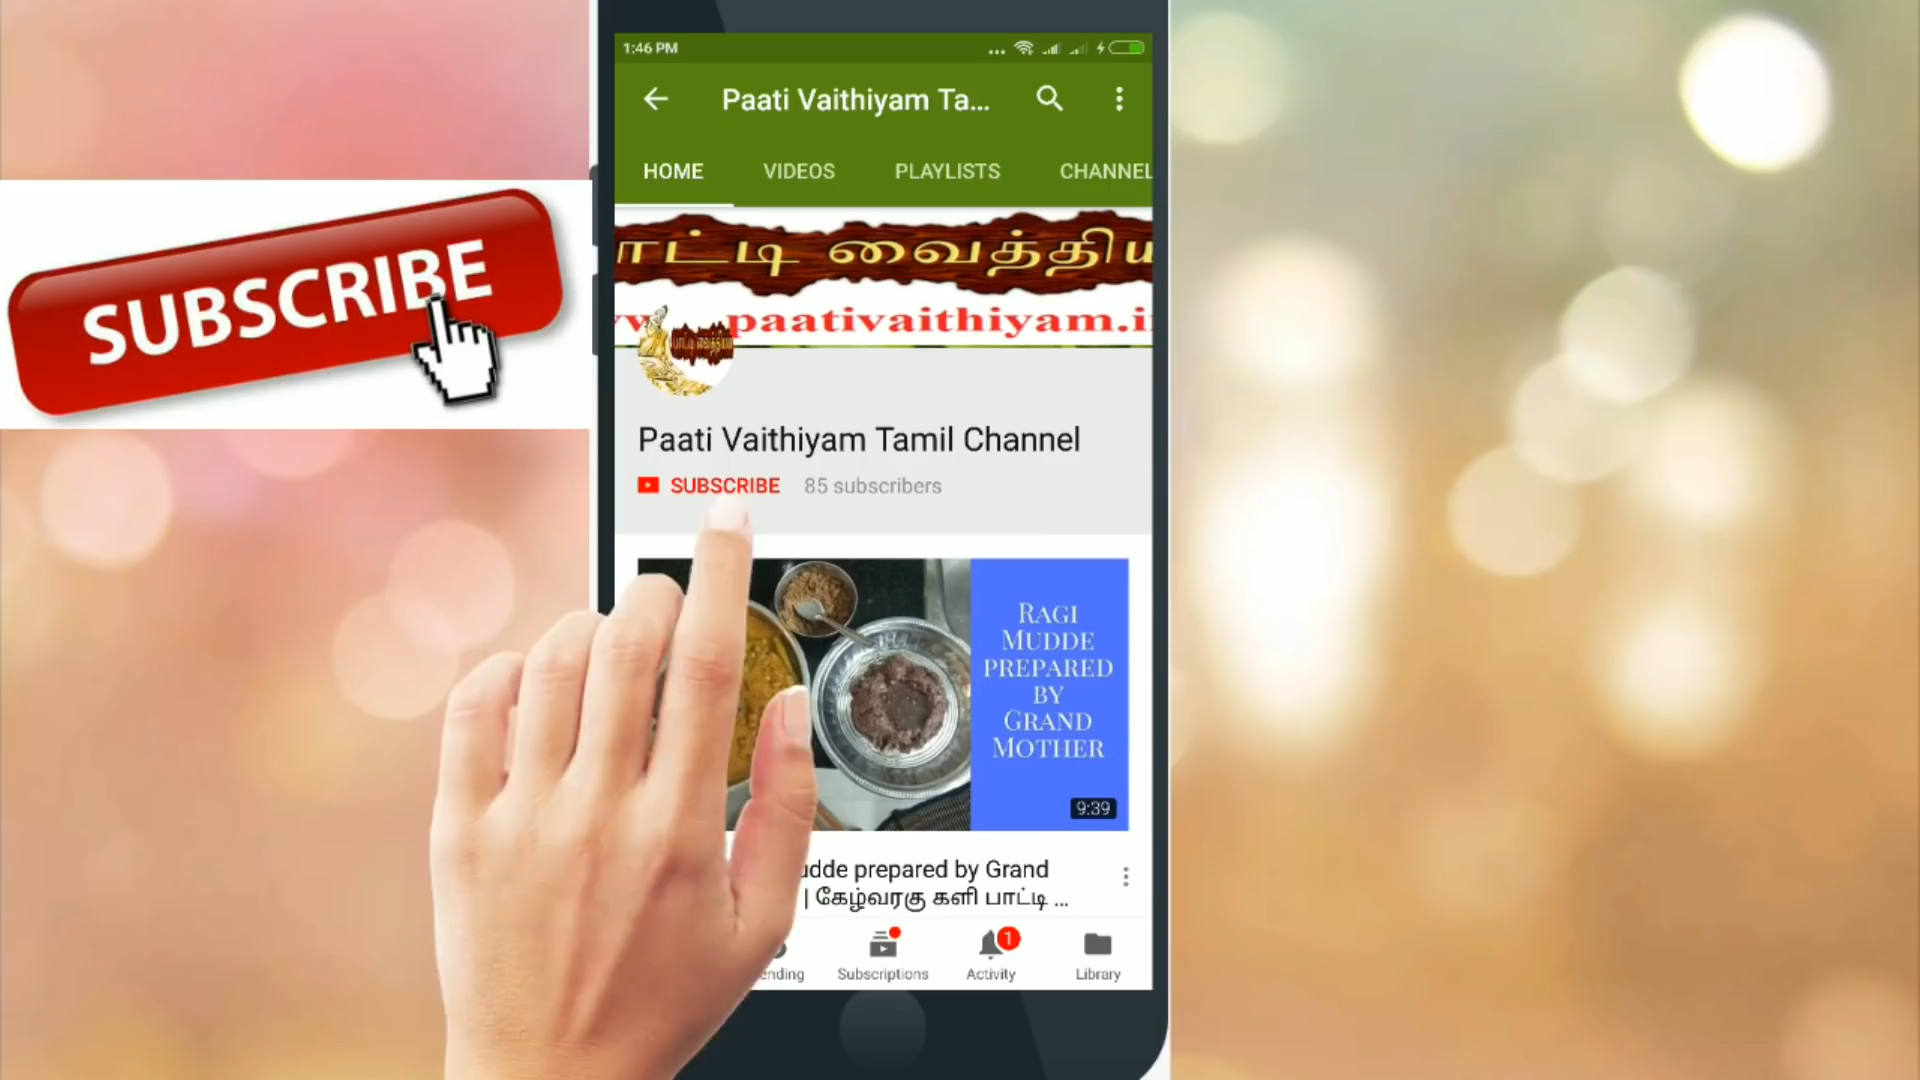 1:46 PM
Paati Vaithiyam Ta...
HOME VIDEOS PLAYLISTS CHANNEL
SUBSCRIBE
பாட்டி வைத்திய
paativaithiyam.i
Paati Vaithiyam Tamil Channel
SUBSCRIBE 85 subscribers
RAGI
MUDDE
PREPARED
BY
GRAND
MOTHER
9:39
udde prepared by Grand
| கேழ்வரகு களி பாட்டி ...
1
ending Subscriptions Activity Library